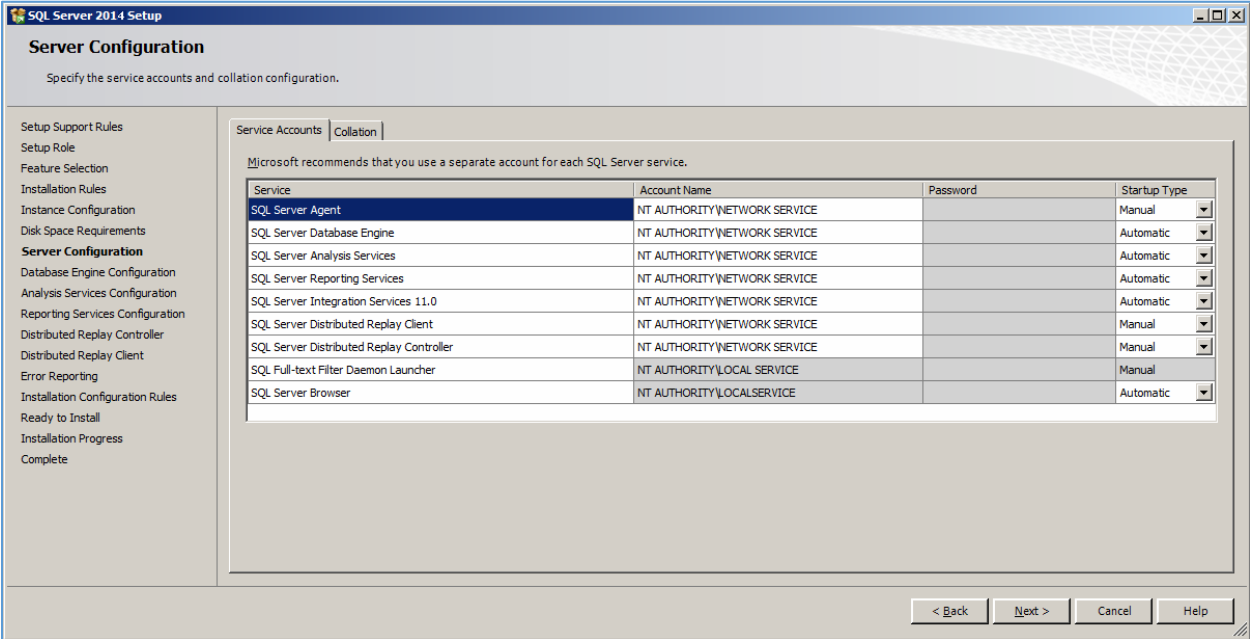 SQL Server 2014 Setup
Server Configuration
Specify the service accounts and collation configuration.
Setup Support Rules
Setup Role
Feature Selection
Installation Rules
Instance Configuration
Disk Space Requirements
Server Configuration
Database Engine Configuration
Analysis Services Configuration
Reporting Services Configuration
Distributed Replay Controller
Distributed Replay Client
Error Reporting
Installation Configuration Rules
Ready to Install
Installation Progress
Complete
Service Accounts Collation
Microsoft recommends that you use a separate account for each SQL Server service.
Service Account Name Password Startup Type
SQL Server Agent NT AUTHORITY\NETWORK SERVICE Manual
SQL Server Database Engine NT AUTHORITY\NETWORK SERVICE Automatic
SQL Server Analysis Services NT AUTHORITY\NETWORK SERVICE Automatic
SQL Server Reporting Services NT AUTHORITY\NETWORK SERVICE Automatic
SQL Server Integration Services 11.0 NT AUTHORITY\NETWORK SERVICE Automatic
SQL Server Distributed Replay Client NT AUTHORITY\NETWORK SERVICE Manual
SQL Server Distributed Replay Controller NT AUTHORITY\NETWORK SERVICE Manual
SQL Full-text Filter Daemon Launcher NT AUTHORITY\LOCAL SERVICE Manual
SQL Server Browser NT AUTHORITY\LOCALSERVICE Automatic
< Back Next > Cancel Help